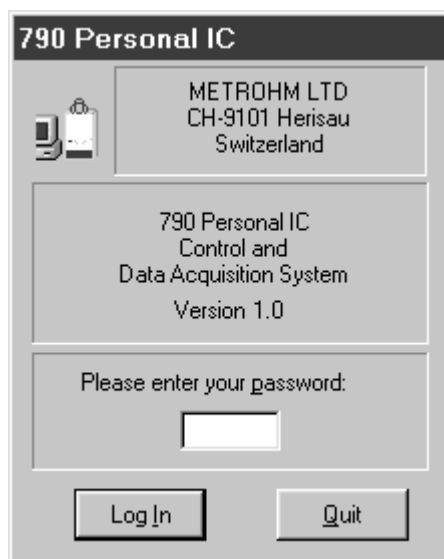 790 Personal IC
METROHM LTD
CH-9101 Herisau
Switzerland
790 Personal IC
Control and
Data Acquisition System
Version 1.0
Please enter your password:
Log In
Quit